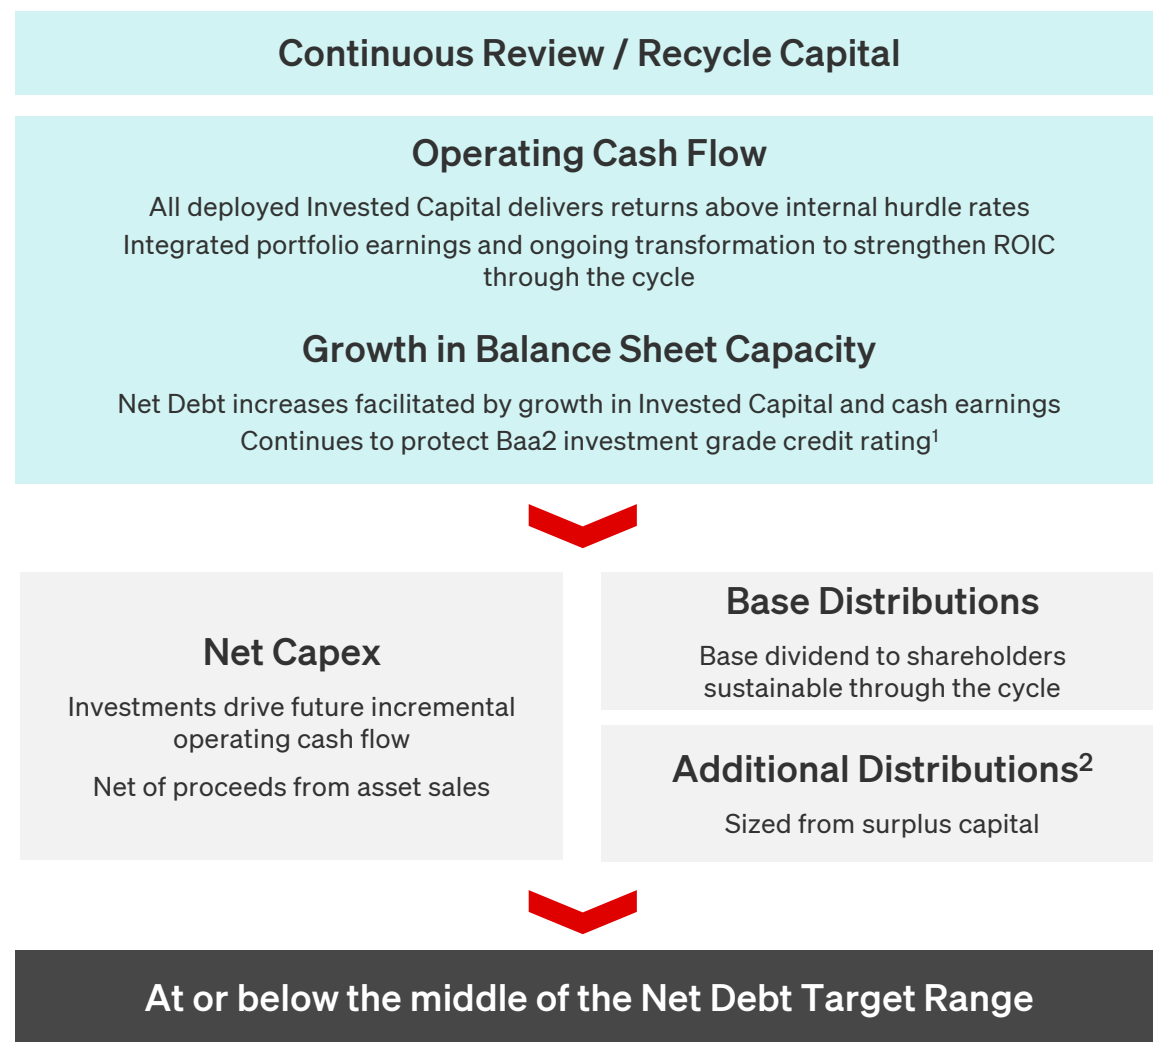 Continuous Review / Recycle Capital
Operating Cash Flow
All deployed Invested Capital delivers returns above internal hurdle rates
Integrated portfolio earnings and ongoing transformation to strengthen ROIC
through the cycle
Growth in Balance Sheet Capacity
Net Debt increases facilitated by growth in Invested Capital and cash earnings
Continues to protect Baa2 investment grade credit rating¹
Net Capex
Investments drive future incremental
operating cash flow
Net of proceeds from asset sales
Base Distributions
Base dividend to shareholders
sustainable through the cycle
Additional Distributions²
Sized from surplus capital
At or below the middle of the Net Debt Target Range